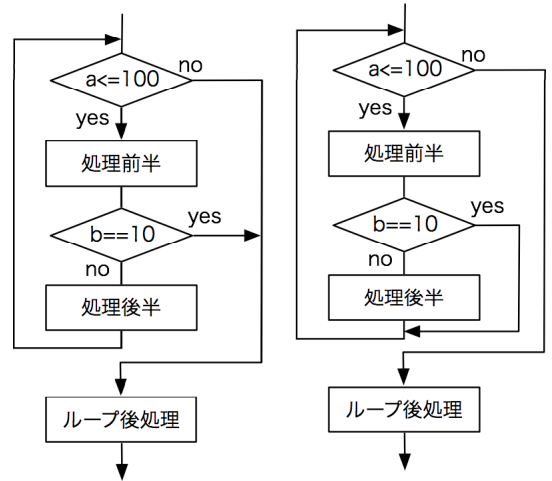 a<=100
no
yes
処理前半
b==10
yes
no
処理後半
ループ後処理
a<=100
no
yes
処理前半
b==10
yes
no
処理後半
ループ後処理